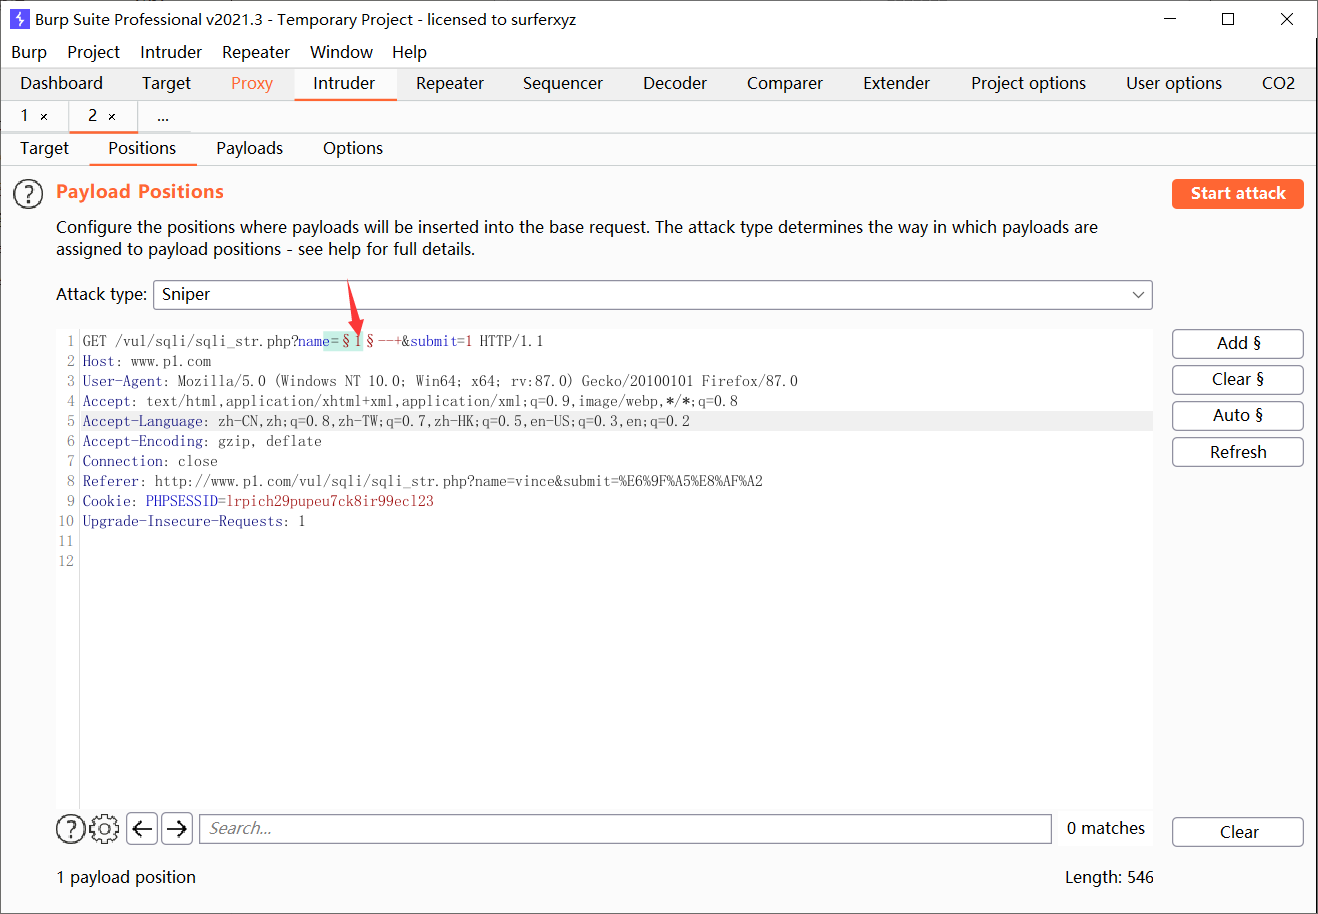 Burp Suite Professional v2021.3 - Temporary Project - licensed to surferxyz
Burp Project Intruder Repeater Window Help
Dashboard Target Proxy Intruder Repeater Sequencer Decoder Comparer Extender Project options User options CO2
1 × 2 × ...
Target Positions Payloads Options
? Payload Positions
Start attack
Configure the positions where payloads will be inserted into the base request. The attack type determines the way in which payloads are
assigned to payload positions - see help for full details.
Attack type: Sniper
1 GET /vul/sqli/sqli_str.php?name=§1§--+&submit=1 HTTP/1.1
2 Host: www.p1.com
3 User-Agent: Mozilla/5.0 (Windows NT 10.0; Win64; x64; rv:87.0) Gecko/20100101 Firefox/87.0
4 Accept: text/html,application/xhtml+xml,application/xml;q=0.9,image/webp,*/*;q=0.8
5 Accept-Language: zh-CN,zh;q=0.8,zh-TW;q=0.7,zh-HK;q=0.5,en-US;q=0.3,en;q=0.2
6 Accept-Encoding: gzip, deflate
7 Connection: close
8 Referer: http://www.p1.com/vul/sqli/sqli_str.php?name=vince&submit=%E6%9F%A5%E8%AF%A2
9 Cookie: PHPSESSID=lrpich29pupeu7ck8ir99ecl23
10 Upgrade-Insecure-Requests: 1
11
12
Add §
Clear §
Auto §
Refresh
? Search... 0 matches
Clear
1 payload position
Length: 546